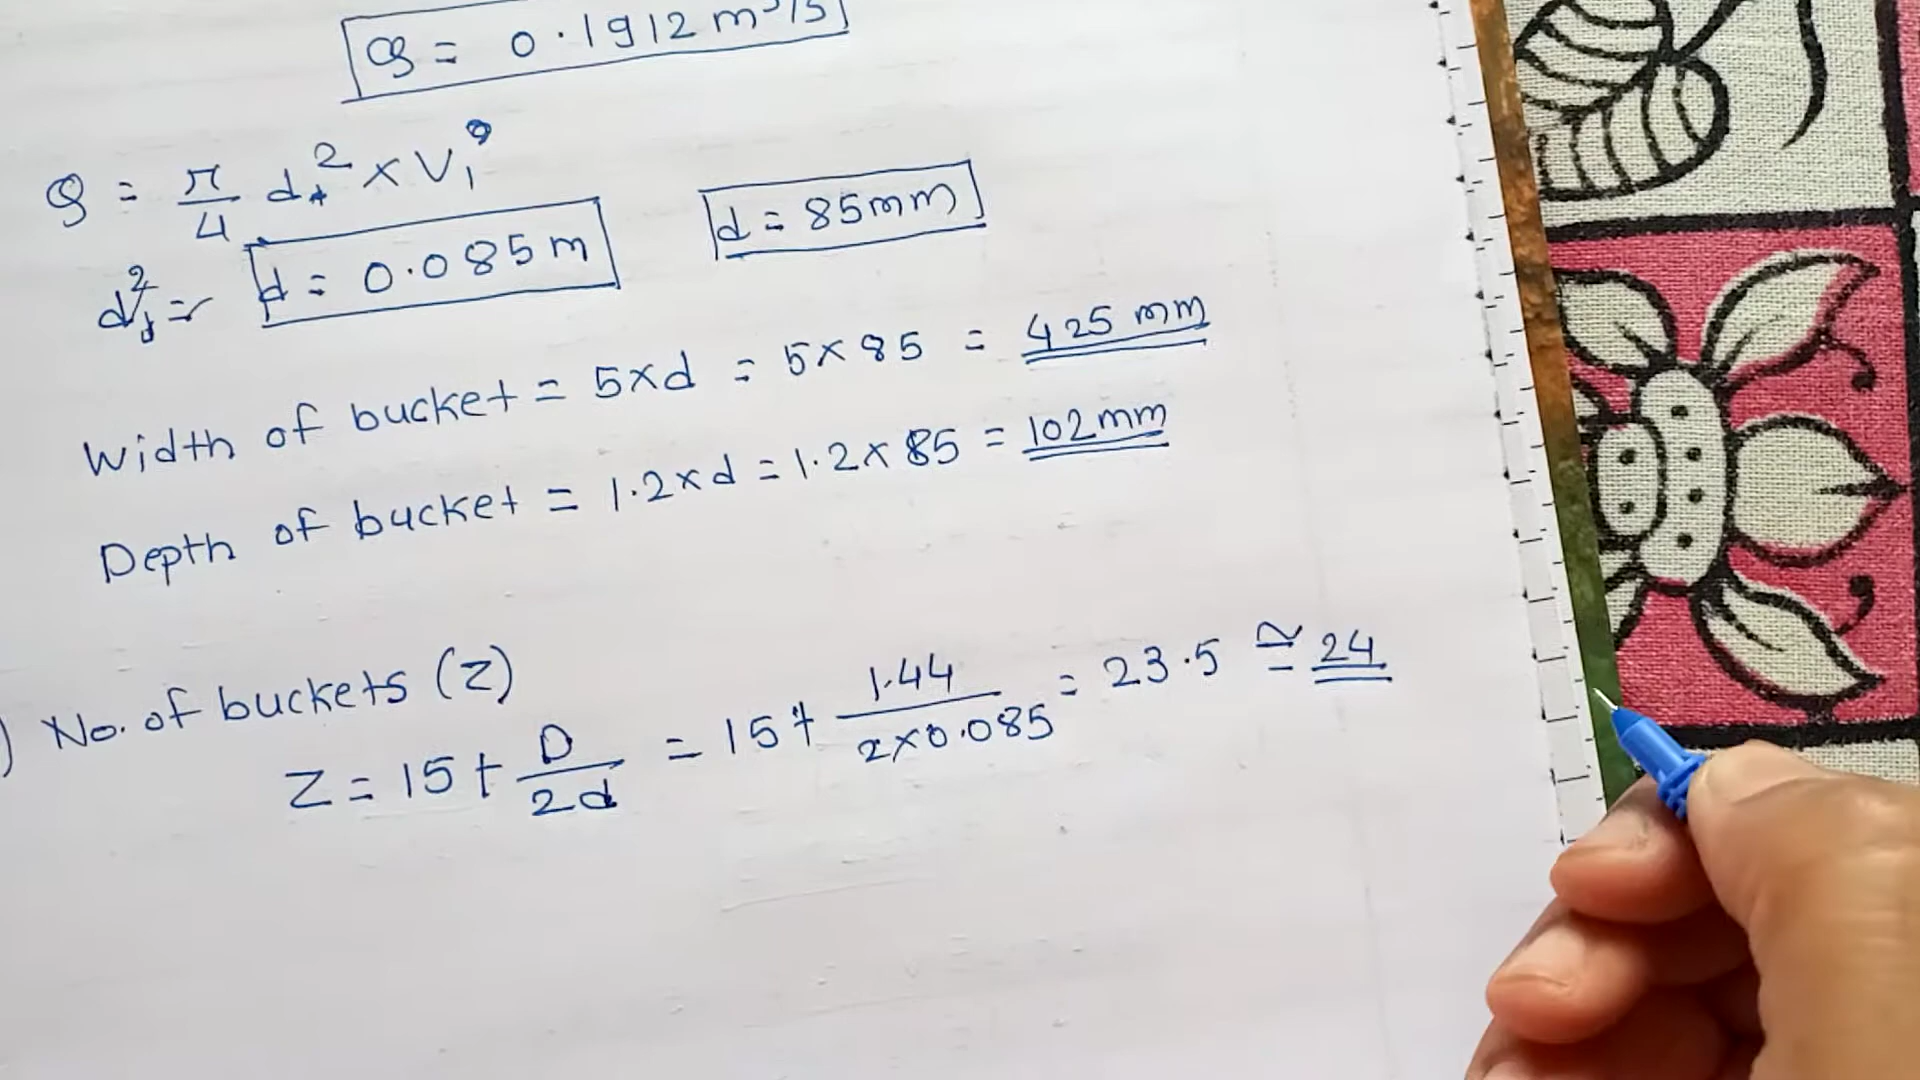 Q = 0.1912 m³/s
Q = π/4 d₁² × V₁
d₁² = d = 0.085 m d = 85mm
Width of bucket = 5×d = 5×85 = 425 mm
Depth of bucket = 1.2×d = 1.2×85 = 102mm
) No. of buckets (Z)
Z = 15 + D/2d = 15 + 1.44/2×0.085 = 23.5 ≅ 24